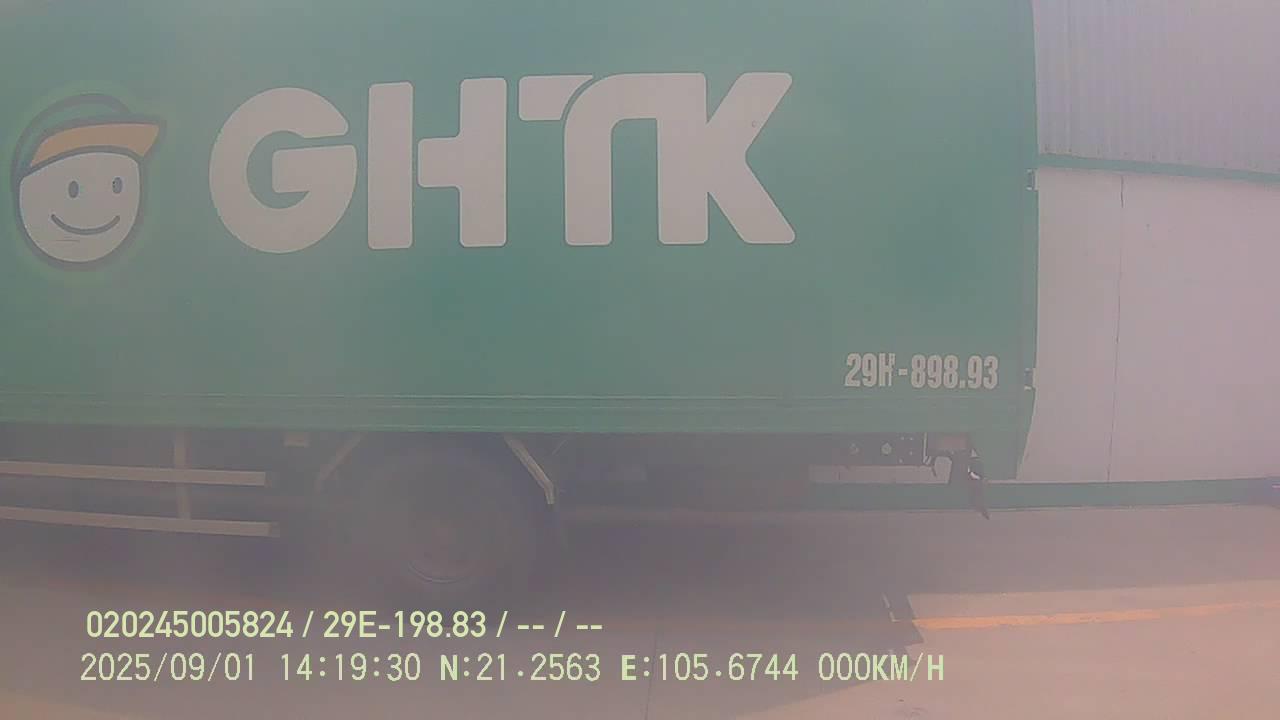 GHTK
29H-898.93
020245005824 / 29E-198.83 / -- / --
2025/09/01 14:19:30 N:21.2563 E:105.6744 000KM/H